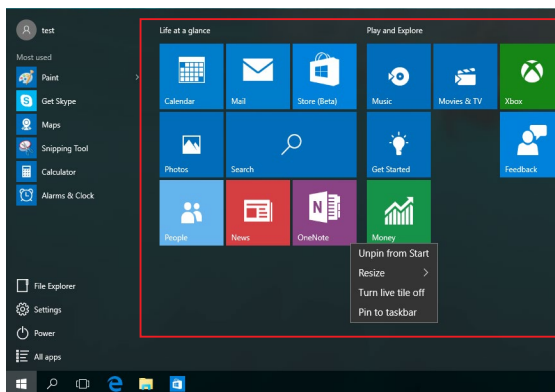 test
Most used
Paint
Get Skype
Maps
Snipping Tool
Calculator
Alarms & Clock
File Explorer
Settings
Power
All apps
Life at a glance
Calendar
Mail
Store (Beta)
Photos
Search
People
News
OneNote
Play and Explore
Music
Movies & TV
Xbox
Get Started
Feedback
Money
Unpin from Start
Resize
Turn live tile off
Pin to taskbar